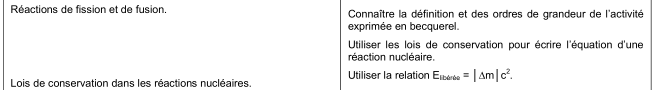 Réactions de fission et de fusion.
Lois de conservation dans les réactions nucléaires.
Connaître la définition et des ordres de grandeur de l'activité
exprimée en becquerel.
Utiliser les lois de conservation pour écrire l'équation d'une
réaction nucléaire.
Utiliser la relation Elibérée = | Δm | c².